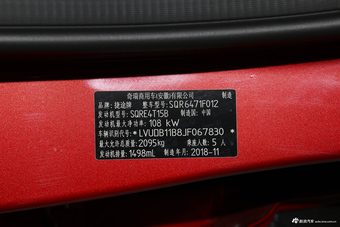 奇瑞商用车(安徽)有限公司 制造
品牌:捷途牌 整车型号:SQR6471F012
发动机型号:SQRE4T15B 制造国:中国
发动机最大净功率:108 kW
车辆识别代号:*LVUDB11B8JF067830*
最大允许总质量:2095kg 乘坐人数:5 人
发动机排量:1498mL 制造年月:2018-11